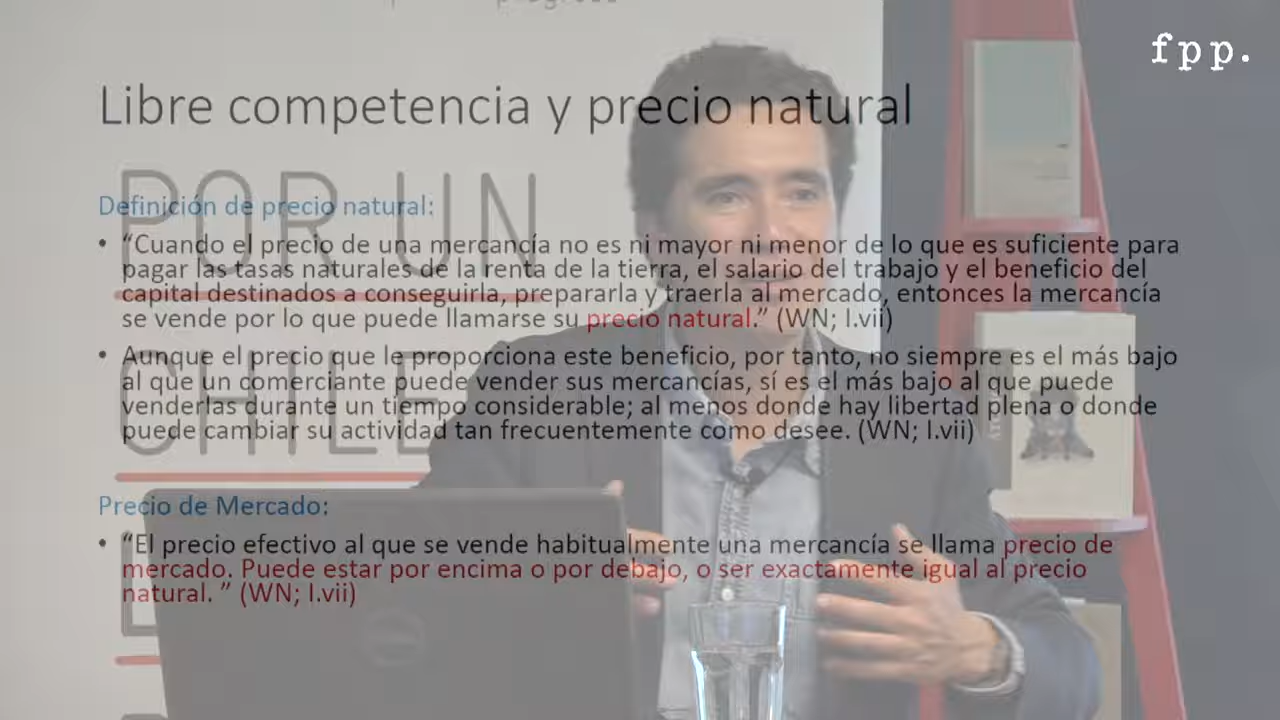 fpp.
Libre competencia y precio natural
POR UN
Definición de precio natural:
• “Cuando el precio de una mercancía no es ni mayor ni menor de lo que es suficiente para
pagar las tasas naturales de la renta de la tierra, el salario del trabajo y el beneficio del
capital destinados a conseguirla, prepararla y traerla al mercado, entonces la mercancía
se vende por lo que puede llamarse su precio natural.” (WN; I.vii)
• Aunque el precio que le proporciona este beneficio, por tanto, no siempre es el más bajo
al que un comerciante puede vender sus mercancías, sí es el más bajo al que puede
venderlas durante un tiempo considerable; al menos donde hay libertad plena o donde
puede cambiar su actividad tan frecuentemente como desee. (WN; I.vii)
CHILE
Precio de Mercado:
• “El precio efectivo al que se vende habitualmente una mercancía se llama precio de
mercado. Puede estar por encima o por debajo, o ser exactamente igual al precio
natural. ” (WN; I.vii)